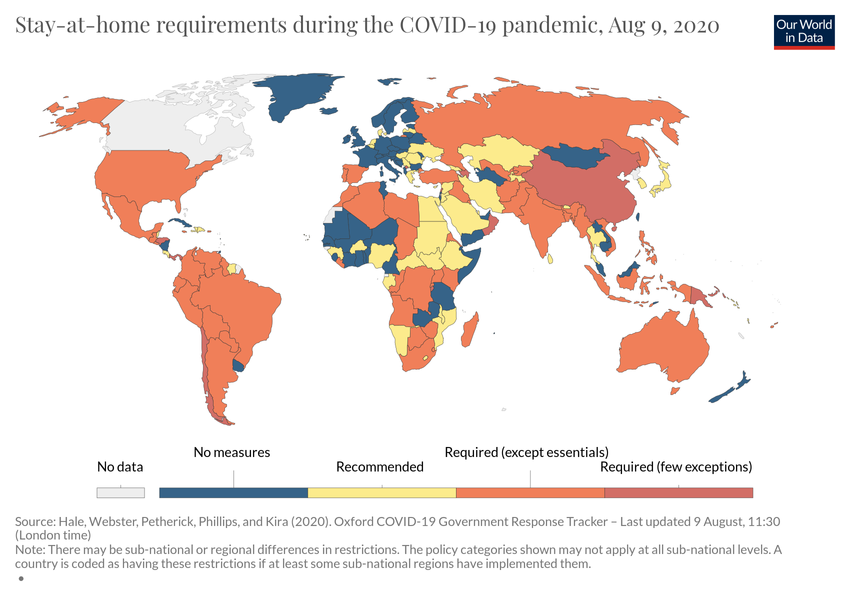 Stay-at-home requirements during the COVID-19 pandemic, Aug 9, 2020
Our World
in Data
No data
No measures
Recommended
Required (except essentials)
Required (few exceptions)
Source: Hale, Webster, Petherick, Phillips, and Kira (2020). Oxford COVID-19 Government Response Tracker – Last updated 9 August, 11:30
(London time)
Note: There may be sub-national or regional differences in restrictions. The policy categories shown may not apply at all sub-national levels. A
country is coded as having these restrictions if at least some sub-national regions have implemented them.